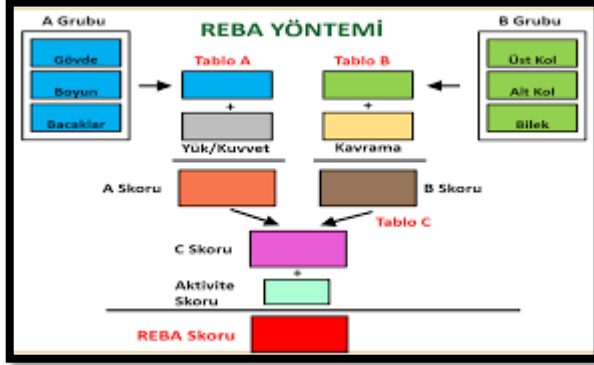 A Grubu
REBA YÖNTEMİ
B Grubu
Gövde
Boyun
Bacaklar
Tablo A
Tablo B
Üst Kol
Alt Kol
Bilek
+
+
Yük/Kuvvet
Kavrama
A Skoru
B Skoru
Tablo C
C Skoru
+
Aktivite
Skoru
REBA Skoru